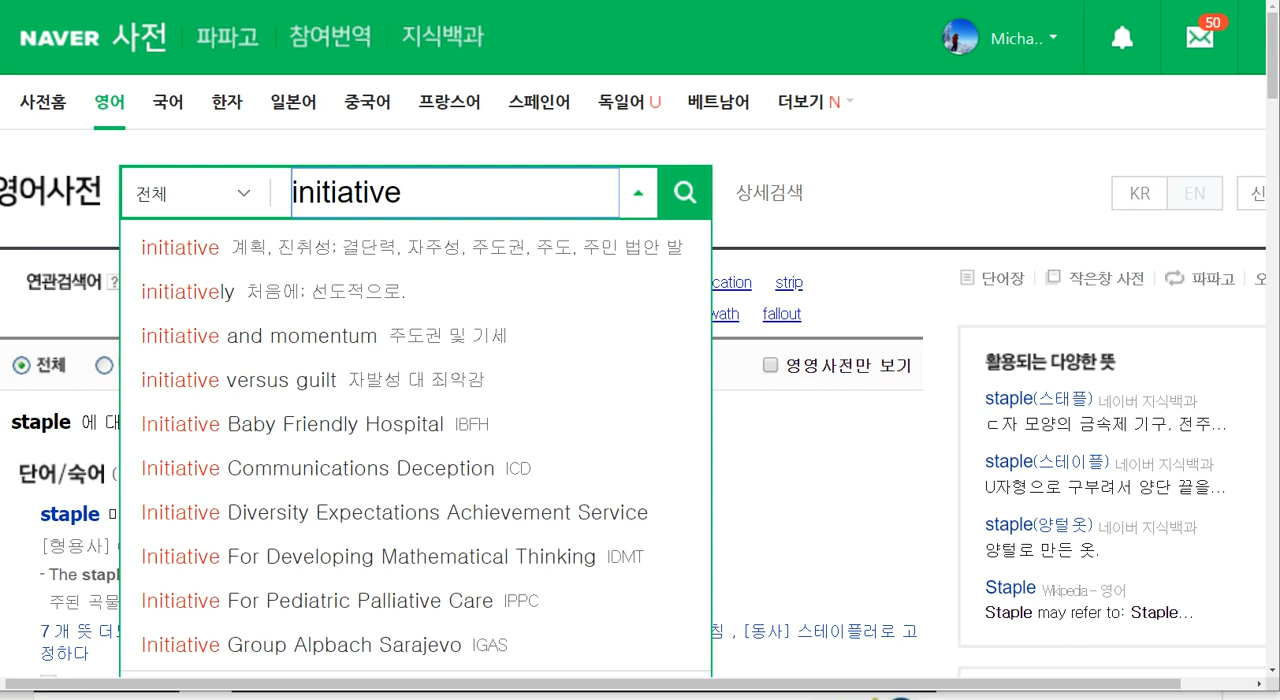 NAVER 사전 파파고 참여번역 지식백과 Micha.. 50
사전홈 영어 국어 한자 일본어 중국어 프랑스어 스페인어 독일어 U 베트남어 더보기 N
영어사전 전체 initiative 상세검색 KR EN 신
initiative 계획, 진취성; 결단력, 자주성, 주도권, 주도, 주민 법안 발
initiatively 처음에; 선도적으로.
initiative and momentum 주도권 및 기세
initiative versus guilt 자발성 대 죄악감
Initiative Baby Friendly Hospital IBFH
Initiative Communications Deception ICD
Initiative Diversity Expectations Achievement Service
Initiative For Developing Mathematical Thinking IDMT
Initiative For Pediatric Palliative Care IPPC
Initiative Group Alpbach Sarajevo IGAS
연관검색어 ? cation strip
wath fallout
전체 영영사전만 보기
staple 에 대
단어/숙어 (
staple
[형용사]
- The stapl
주된 곡물
7개 뜻 더 침 , [동사] 스테이플러로 고
정하다
단어장 작은창 사전 파파고 오
활용되는 다양한 뜻
staple(스태플) 네이버 지식백과
ㄷ자 모양의 금속제 기구. 전주...
staple(스테이플) 네이버 지식백과
U자형으로 구부려서 양단 끝을...
staple(양털 옷) 네이버 지식백과
양털로 만든 옷.
Staple Wikipedia - 영어
Staple may refer to: Staple...